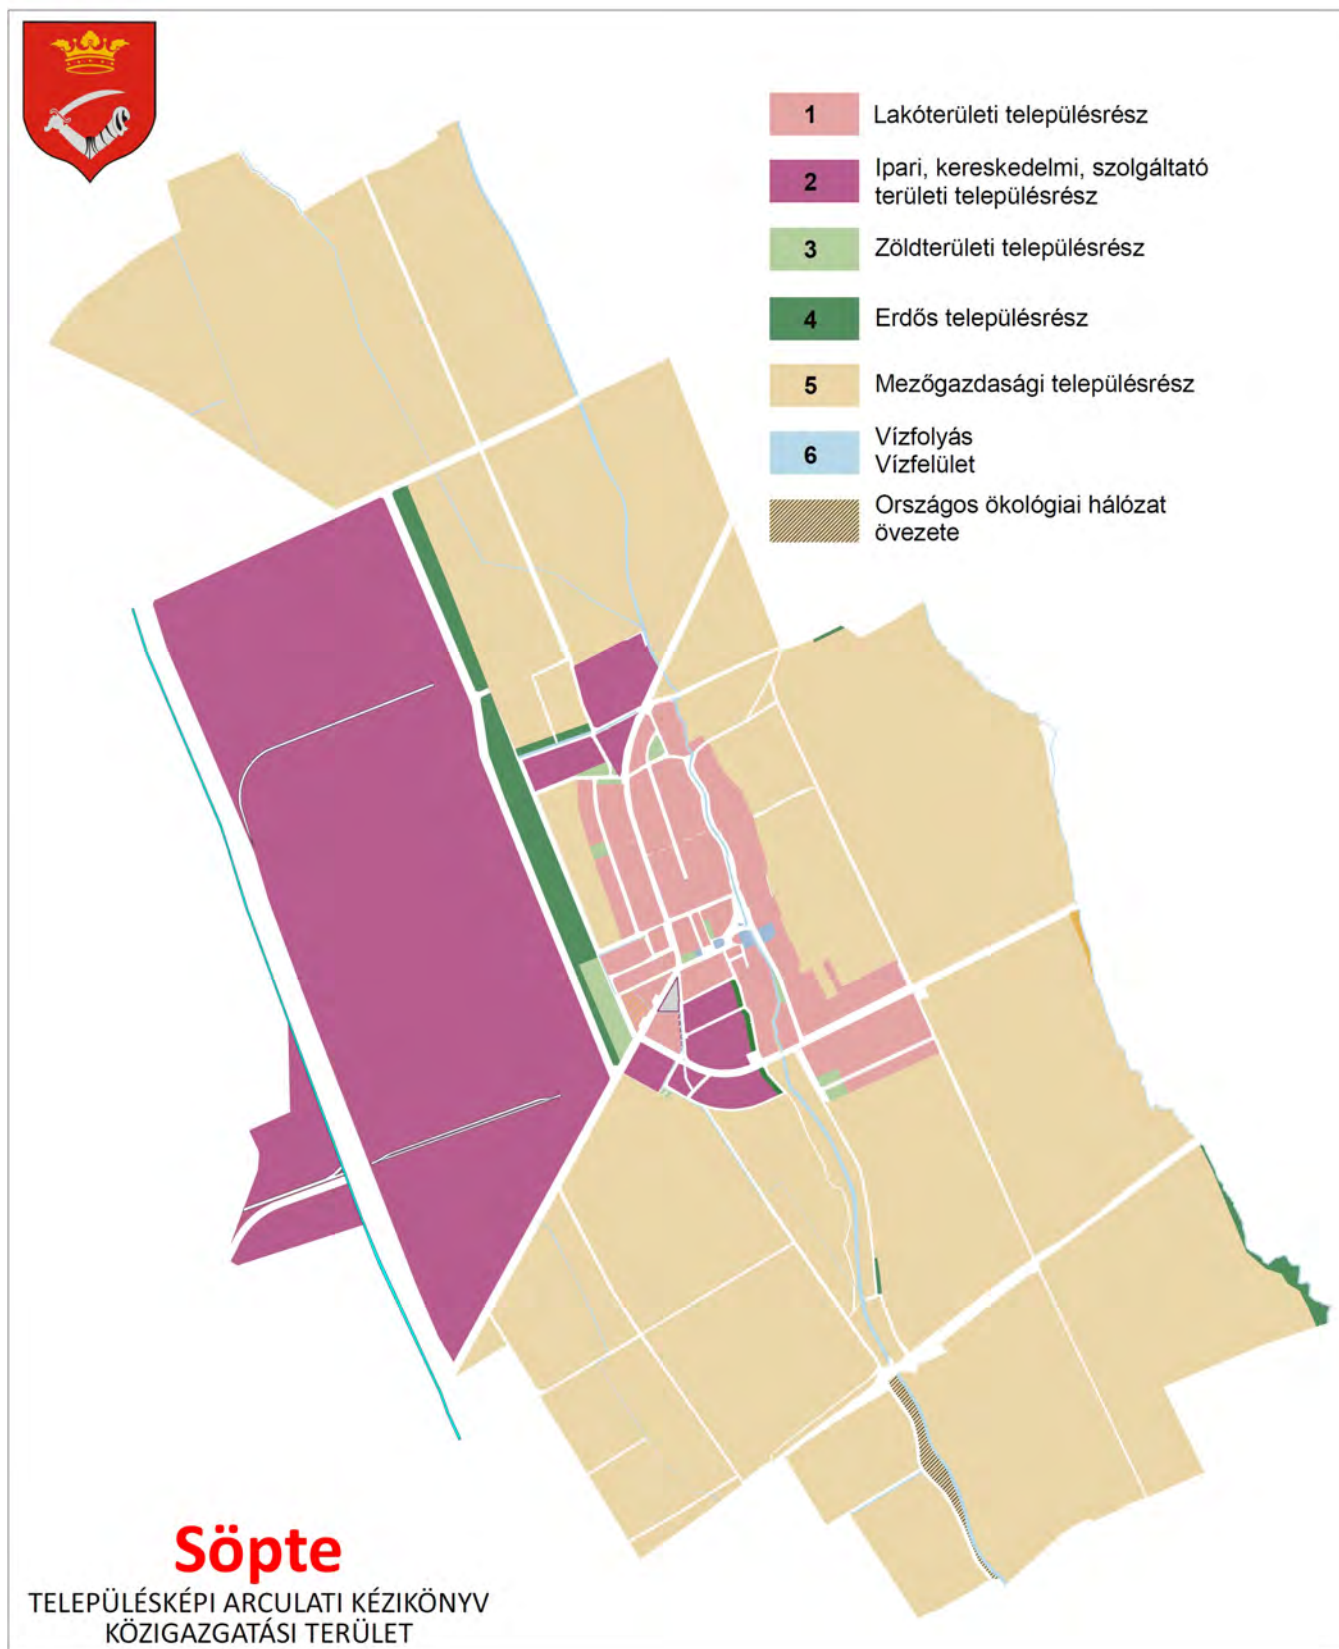 1 Lakóterületi településrész
2 Ipari, kereskedelmi, szolgáltató
területi településrész
3 Zöldterületi településrész
4 Erdős településrész
5 Mezőgazdasági településrész
6 Vízfolyás
Vízfelület
Országos ökológiai hálózat
övezete
Söpte
TELEPÜLÉSKÉPI ARCULATI KÉZIKÖNYV
KÖZIGAZGATÁSI TERÜLET